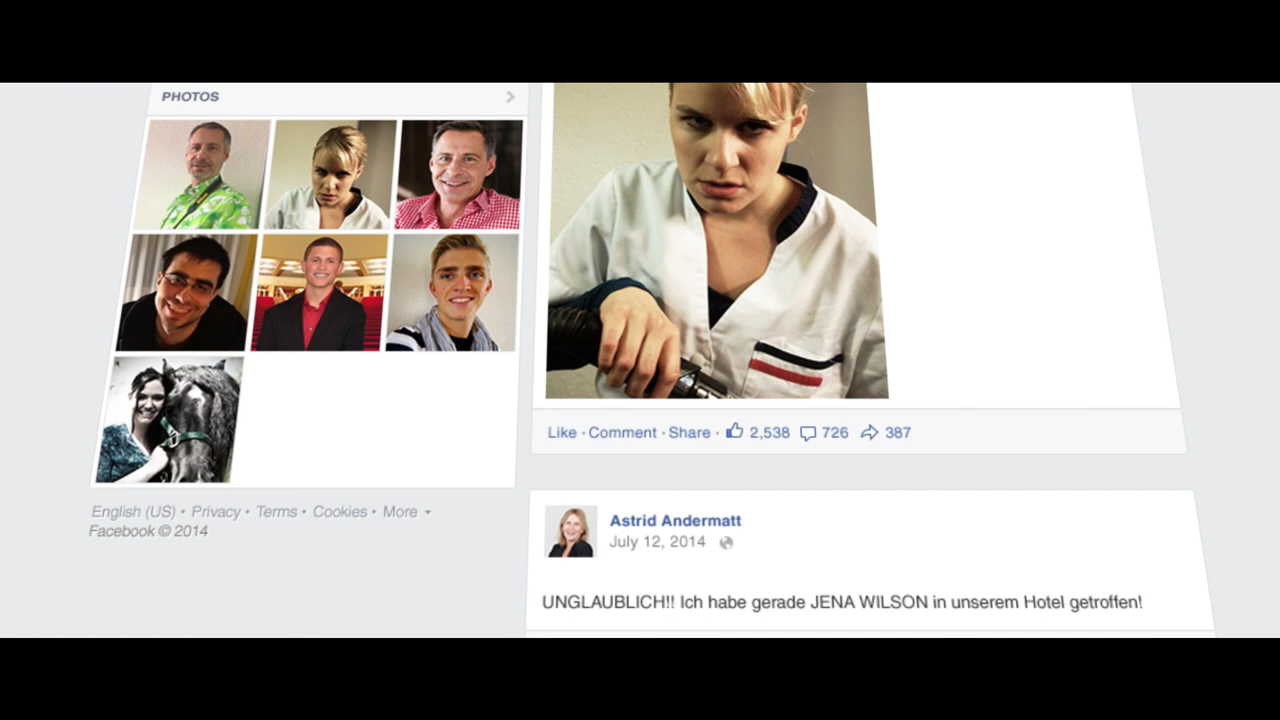 PHOTOS
English (US) • Privacy • Terms • Cookies • More
Facebook © 2014
Like · Comment · Share · 2,538 726 387
Astrid Andermatt
July 12, 2014
UNGLAUBLICH!! Ich habe gerade JENA WILSON in unserem Hotel getroffen!